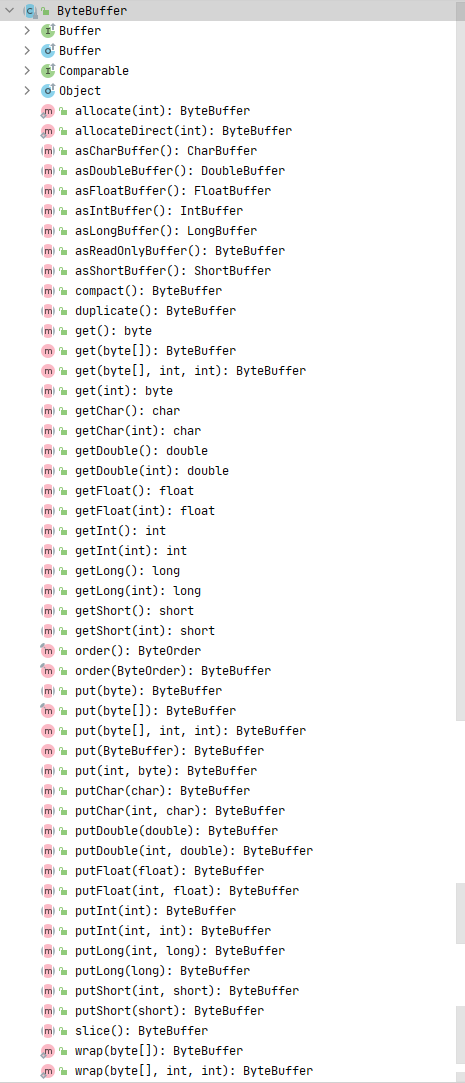 ByteBuffer
Buffer
Buffer
Comparable
Object
allocate(int): ByteBuffer
allocateDirect(int): ByteBuffer
asCharBuffer(): CharBuffer
asDoubleBuffer(): DoubleBuffer
asFloatBuffer(): FloatBuffer
asIntBuffer(): IntBuffer
asLongBuffer(): LongBuffer
asReadOnlyBuffer(): ByteBuffer
asShortBuffer(): ShortBuffer
compact(): ByteBuffer
duplicate(): ByteBuffer
get(): byte
get(byte[]): ByteBuffer
get(byte[], int, int): ByteBuffer
get(int): byte
getChar(): char
getChar(int): char
getDouble(): double
getDouble(int): double
getFloat(): float
getFloat(int): float
getInt(): int
getInt(int): int
getLong(): long
getLong(int): long
getShort(): short
getShort(int): short
order(): ByteOrder
order(ByteOrder): ByteBuffer
put(byte): ByteBuffer
put(byte[]): ByteBuffer
put(byte[], int, int): ByteBuffer
put(ByteBuffer): ByteBuffer
put(int, byte): ByteBuffer
putChar(char): ByteBuffer
putChar(int, char): ByteBuffer
putDouble(double): ByteBuffer
putDouble(int, double): ByteBuffer
putFloat(float): ByteBuffer
putFloat(int, float): ByteBuffer
putInt(int): ByteBuffer
putInt(int, int): ByteBuffer
putLong(int, long): ByteBuffer
putLong(long): ByteBuffer
putShort(int, short): ByteBuffer
putShort(short): ByteBuffer
slice(): ByteBuffer
wrap(byte[]): ByteBuffer
wrap(byte[], int, int): ByteBuffer